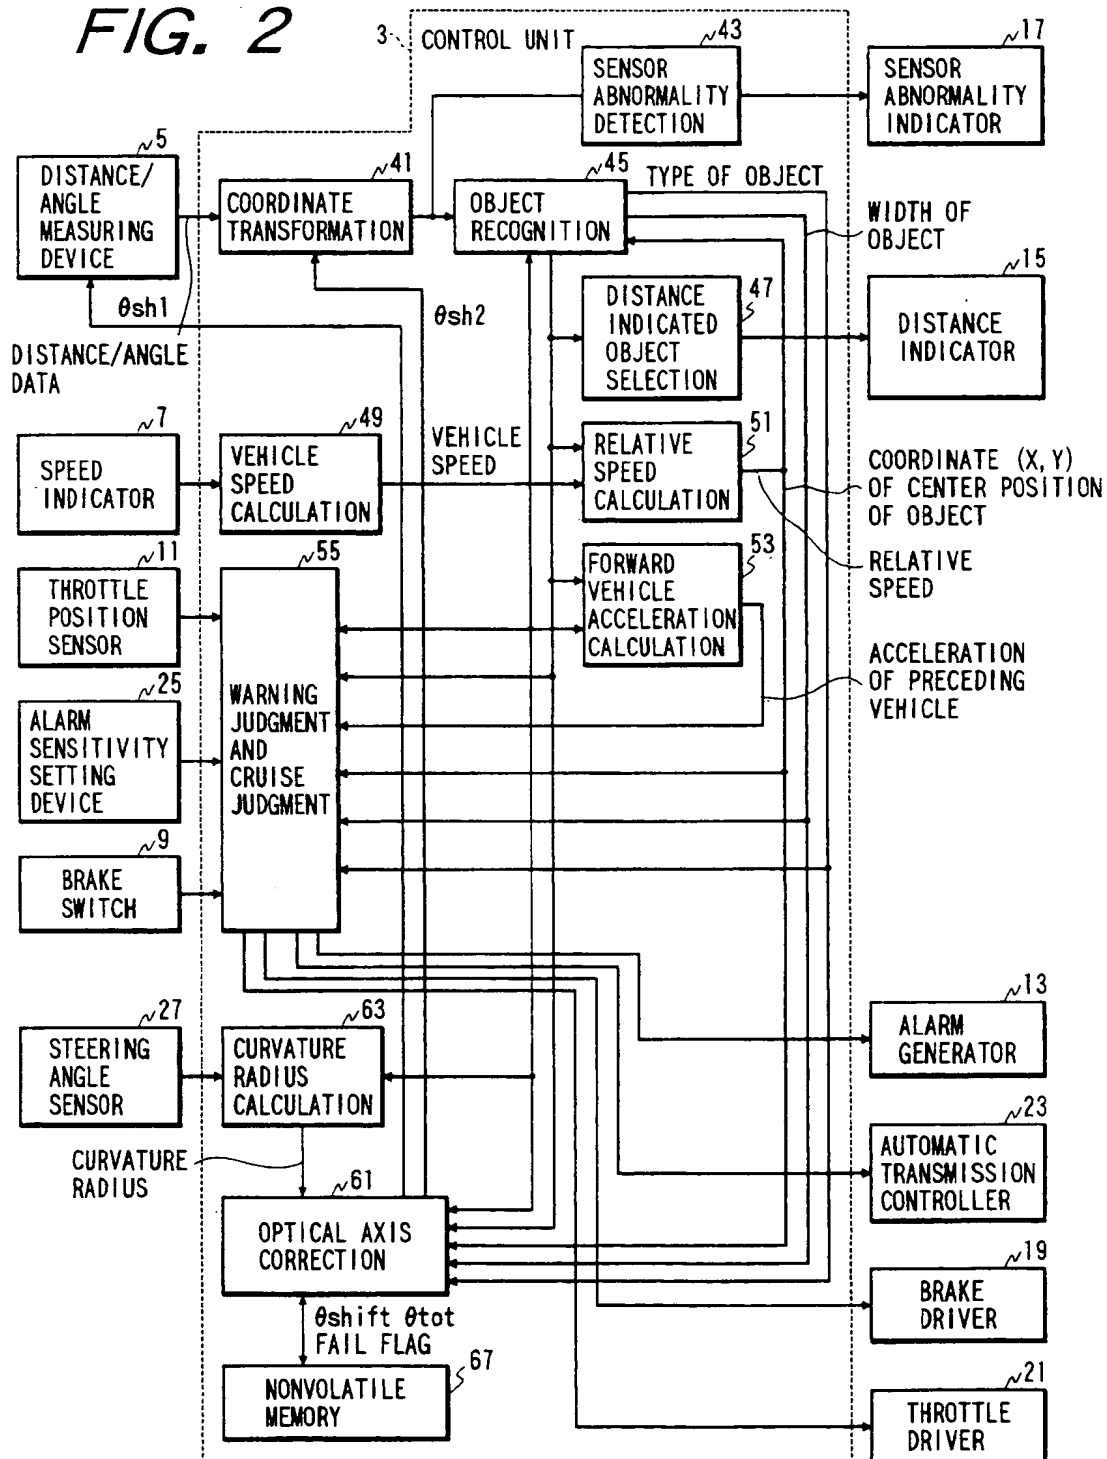 FIG. 2
3
CONTROL UNIT
43
SENSOR
ABNORMALITY
DETECTION
17
SENSOR
ABNORMALITY
INDICATOR
5
DISTANCE/
ANGLE
MEASURING
DEVICE
41
COORDINATE
TRANSFORMATION
45
OBJECT
RECOGNITION
TYPE OF OBJECT
WIDTH OF
OBJECT
θsh1
θsh2
DISTANCE/ANGLE
DATA
47
DISTANCE
INDICATED
OBJECT
SELECTION
15
DISTANCE
INDICATOR
7
SPEED
INDICATOR
49
VEHICLE
SPEED
CALCULATION
VEHICLE
SPEED
51
RELATIVE
SPEED
CALCULATION
COORDINATE (X,Y)
OF CENTER POSITION
OF OBJECT
RELATIVE
SPEED
11
THROTTLE
POSITION
SENSOR
55
WARNING
JUDGMENT
AND
CRUISE
JUDGMENT
53
FORWARD
VEHICLE
ACCELERATION
CALCULATION
ACCELERATION
OF PRECEDING
VEHICLE
25
ALARM
SENSITIVITY
SETTING
DEVICE
9
BRAKE
SWITCH
27
STEERING
ANGLE
SENSOR
63
CURVATURE
RADIUS
CALCULATION
13
ALARM
GENERATOR
CURVATURE
RADIUS
61
OPTICAL AXIS
CORRECTION
23
AUTOMATIC
TRANSMISSION
CONTROLLER
19
BRAKE
DRIVER
θshift θtot
FAIL FLAG
67
NONVOLATILE
MEMORY
21
THROTTLE
DRIVER